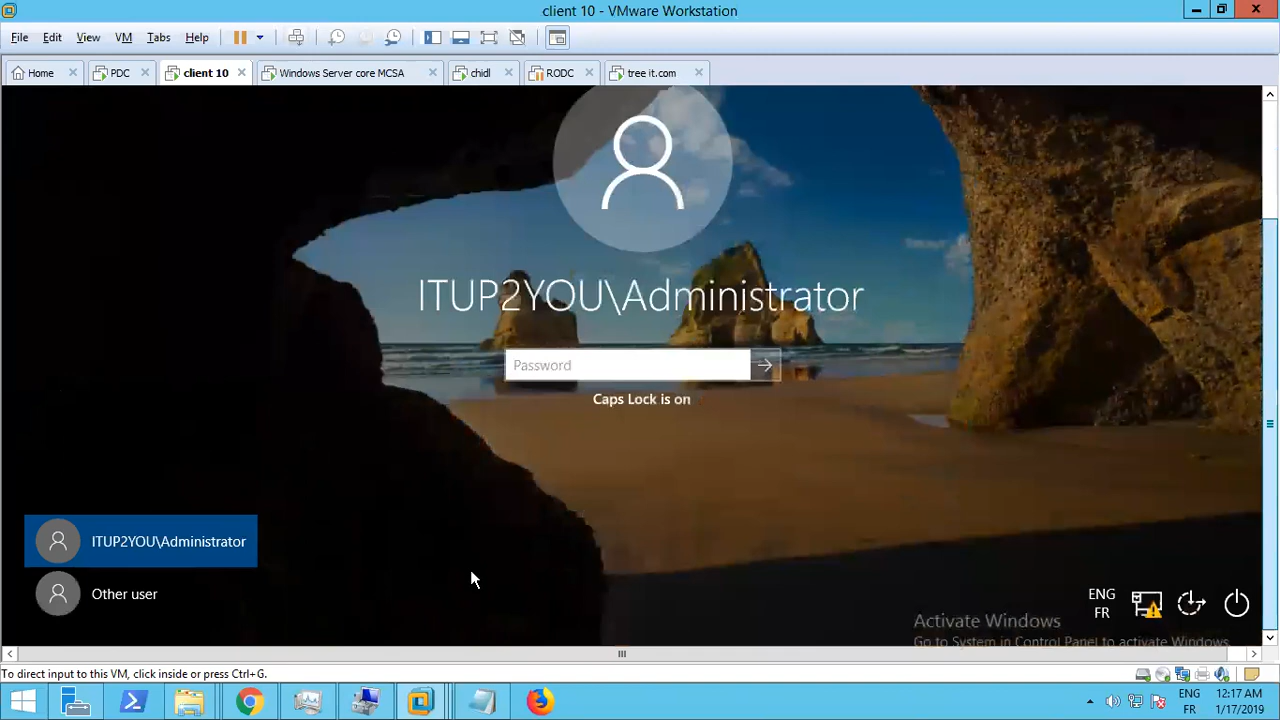 client 10 - VMware Workstation
File Edit View VM Tabs Help
Home PDC client 10 Windows Server core MCSA chidl RODC tree it.com
ITUP2YOU\Administrator
Password
Caps Lock is on
ITUP2YOU\Administrator
Other user
ENG
FR
Activate Windows
Go to System in Control Panel to activate Windows.
To direct input to this VM, click inside or press Ctrl+G.
ENG 12:17 AM
FR 1/17/2019